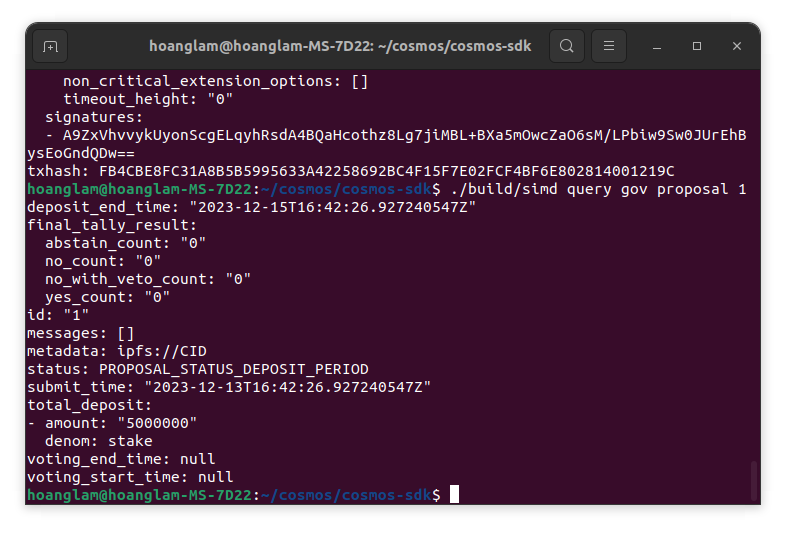 hoanglam@hoanglam-MS-7D22: ~/cosmos/cosmos-sdk
non_critical_extension_options: []
timeout_height: "0"
signatures:
- A9ZxVhvvykUyonScgELqyhRsdA4BQaHcothz8Lg7jiMBL+BXa5mOwcZaO6sM/LPbiw9Sw0JUrEhB
ysEoGndQDw==
txhash: FB4CBE8FC31A8B5B5995633A42258692BC4F15F7E02FCF4BF6E802814001219C
hoanglam@hoanglam-MS-7D22:~/cosmos/cosmos-sdk$ ./build/simd query gov proposal 1
deposit_end_time: "2023-12-15T16:42:26.927240547Z"
final_tally_result:
abstain_count: "0"
no_count: "0"
no_with_veto_count: "0"
yes_count: "0"
id: "1"
messages: []
metadata: ipfs://CID
status: PROPOSAL_STATUS_DEPOSIT_PERIOD
submit_time: "2023-12-13T16:42:26.927240547Z"
total_deposit:
- amount: "5000000"
denom: stake
voting_end_time: null
voting_start_time: null
hoanglam@hoanglam-MS-7D22:~/cosmos/cosmos-sdk$